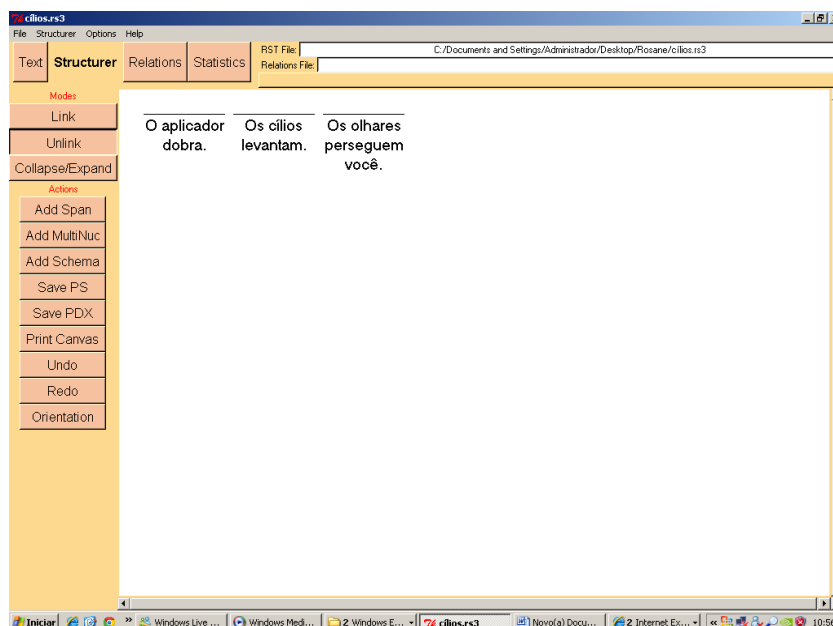 cílios.rs3
File Structurer Options Help
Text Structurer Relations Statistics
RST File: C:/Documents and Settings/Administrador/Desktop/Rosane/cílios.rs3
Relations File:
Modes
Link
Unlink
Collapse/Expand
Actions
Add Span
Add MultiNuc
Add Schema
Save PS
Save PDX
Print Canvas
Undo
Redo
Orientation
O aplicador
dobra.
Os cílios
levantam.
Os olhares
perseguem
você.
Iniciar » Windows Live ... Windows Medi... 2 Windows E... cílios.rs3 Novo(a) Docu... 2 Internet Ex... «